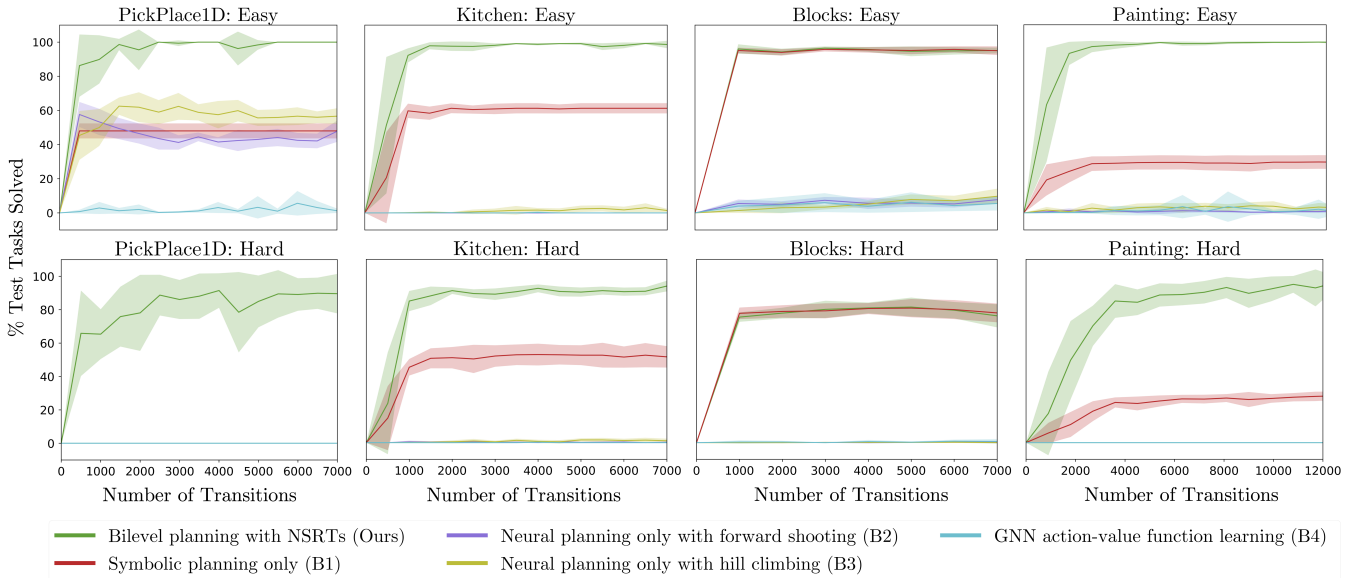 PickPlace1D: Easy
Kitchen: Easy
Blocks: Easy
Painting: Easy
100
80
60
40
20
0
% Test Tasks Solved
PickPlace1D: Hard
Kitchen: Hard
Blocks: Hard
Painting: Hard
100
80
60
40
20
0
0 1000 2000 3000 4000 5000 6000 7000
0 1000 2000 3000 4000 5000 6000 7000
0 1000 2000 3000 4000 5000 6000 7000
0 2000 4000 6000 8000 10000 12000
Number of Transitions
Number of Transitions
Number of Transitions
Number of Transitions
Bilevel planning with NSRTs (Ours)
Symbolic planning only (B1)
Neural planning only with forward shooting (B2)
Neural planning only with hill climbing (B3)
GNN action-value function learning (B4)